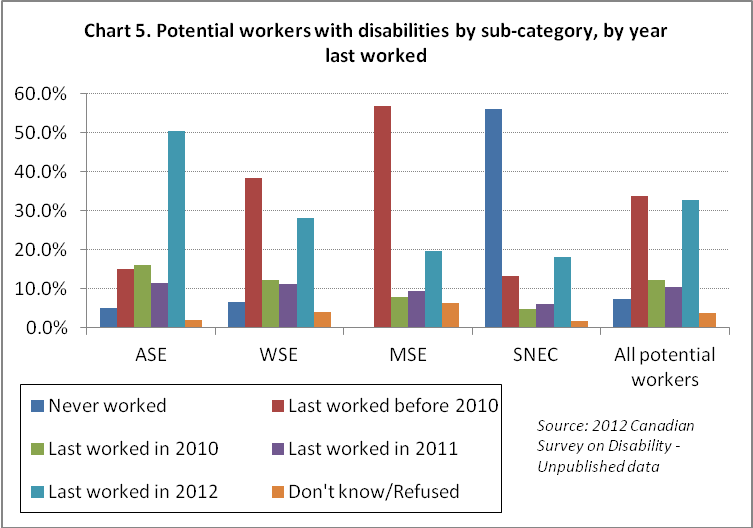 Chart 5. Potential workers with disabilities by sub-category, by year
last worked
60.0%
50.0%
40.0%
30.0%
20.0%
10.0%
0.0%
ASE WSE MSE SNEC All potential
workers
Never worked Last worked before 2010
Last worked in 2010 Last worked in 2011
Last worked in 2012 Don't know/Refused
Source: 2012 Canadian
Survey on Disability -
Unpublished data